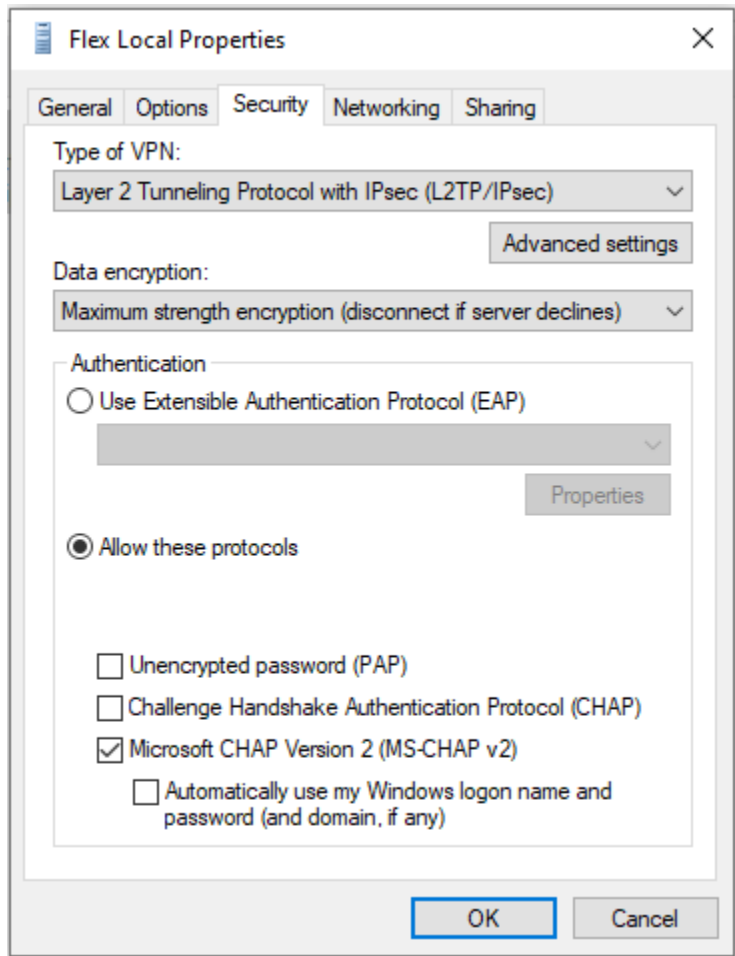 Flex Local Properties
General Options Security Networking Sharing
Type of VPN:
Layer 2 Tunneling Protocol with IPsec (L2TP/IPsec)
Advanced settings
Data encryption:
Maximum strength encryption (disconnect if server declines)
Authentication
Use Extensible Authentication Protocol (EAP)
Properties
Allow these protocols
Unencrypted password (PAP)
Challenge Handshake Authentication Protocol (CHAP)
Microsoft CHAP Version 2 (MS-CHAP v2)
Automatically use my Windows logon name and
password (and domain, if any)
OK Cancel